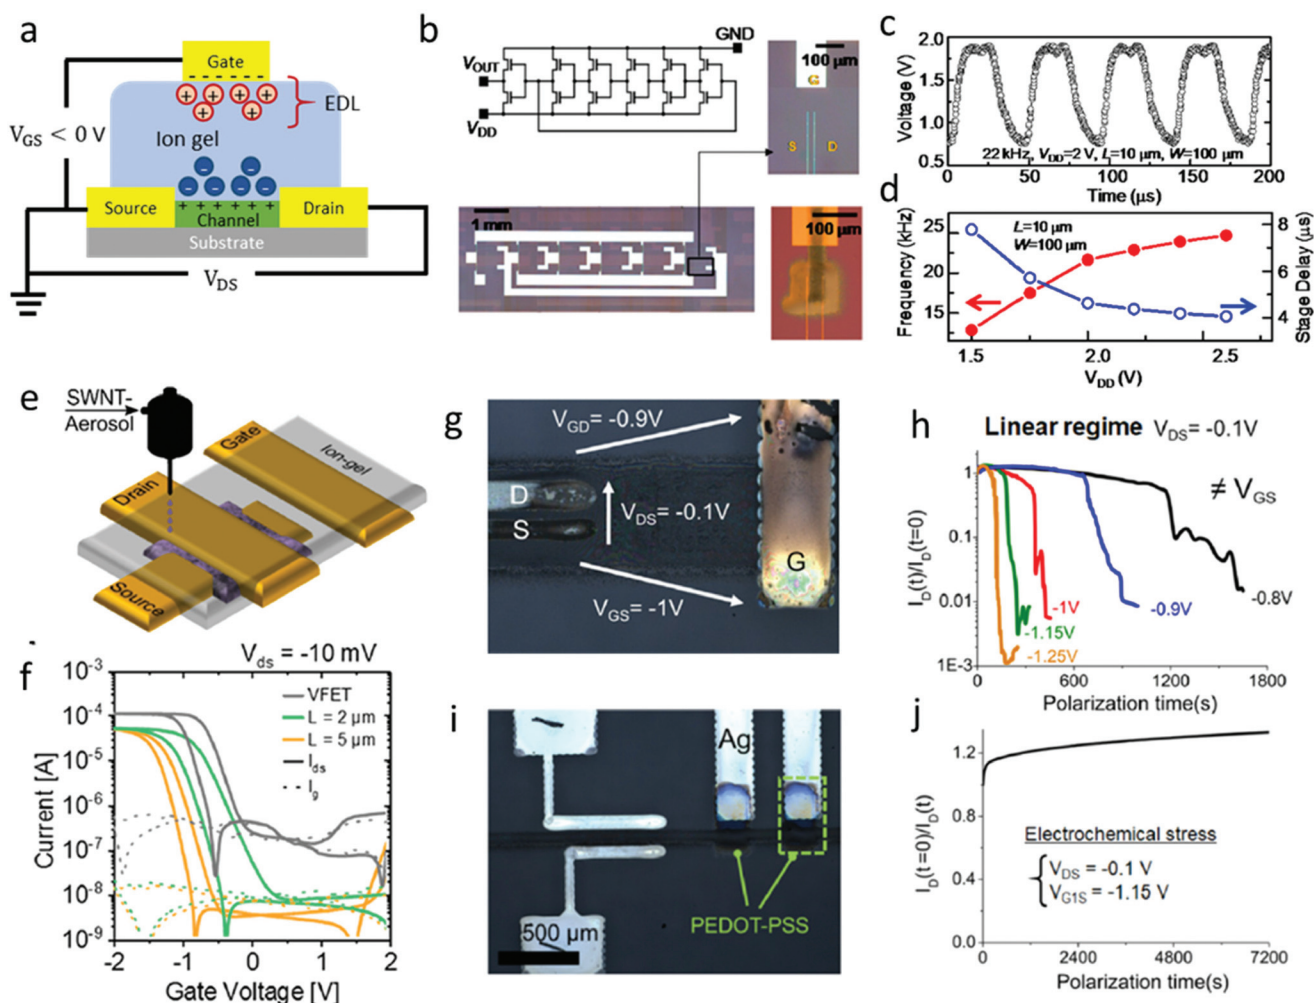 a
Gate
EDL
V_GS < 0 V
Ion gel
Source
Channel
Drain
Substrate
V_DS
b
GND
V_OUT
V_DD
100 μm
G
S
D
1 mm
100 μm
c
2.0
1.6
1.2
0.8
Voltage (V)
22 kHz, V_DD=2 V, L=10 μm, W=100 μm
0
50
100
150
200
Time (μs)
d
25
20
15
Frequency (kHz)
L=10 μm
W=100 μm
8
6
4
Stage Delay (μs)
1.5
2.0
2.5
V_DD (V)
e
SWNT-
Aerosol
Gate
Ion-gel
Drain
Source
f
V_ds = -10 mV
10^-3
10^-4
10^-5
10^-6
10^-7
10^-8
10^-9
Current [A]
VFET
L = 2 μm
L = 5 μm
I_ds
I_g
-2
-1
0
1
2
Gate Voltage [V]
g
V_GD= -0.9V
D
S
V_DS= -0.1V
G
V_GS= -1V
h
Linear regime V_DS= -0.1V
≠ V_GS
1
0.1
0.01
1E-3
I_D(t)/I_D(t=0)
-0.8V
-0.9V
-1V
-1.15V
-1.25V
0
600
1200
1800
Polarization time(s)
i
Ag
PEDOT-PSS
500 μm
j
1.2
0.8
0.4
0.0
I_D(t=0)/I_D(t)
Electrochemical stress
V_DS = -0.1 V
V_G1S = -1.15 V
0
2400
4800
7200
Polarization time(s)